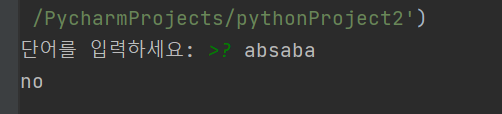 /PycharmProjects/pythonProject2')
단어를 입력하세요: >? absaba
no